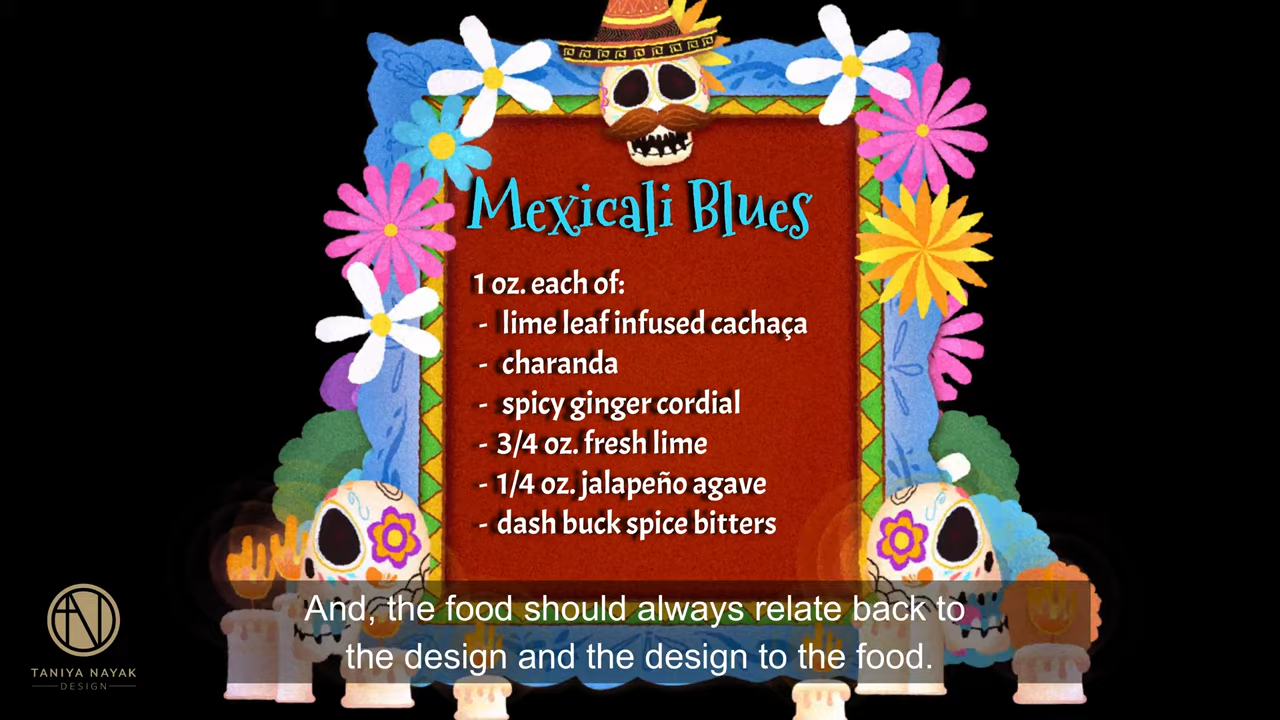 Mexicali Blues
1 oz. each of:
- lime leaf infused cachaça
- charanda
- spicy ginger cordial
- 3/4 oz. fresh lime
- 1/4 oz. jalapeño agave
- dash buck spice bitters
And, the food should always relate back to
the design and the design to the food.
TN
TANIYA NAYAK
DESIGN